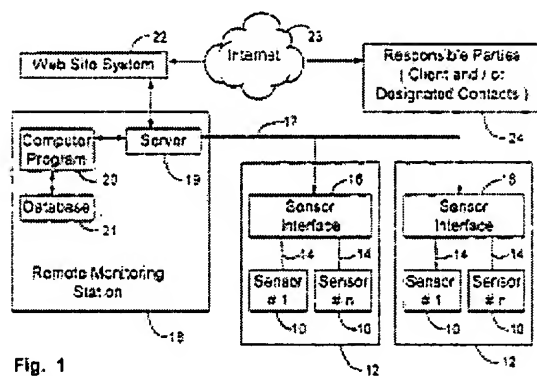 22
23
Web Site System
Internet
Responsible Parties
( Client and / or
Designated Contacts )
24
17
Computer
Program
Server
20
19
Database
21
Remote Monitoring
Station
18
16
Sensor
Interface
14
14
Sensor
# 1
Sensor
# n
10
10
12
Sensor
Interface
14
14
Sensor
# 1
Sensor
# n
10
10
12
Fig. 1